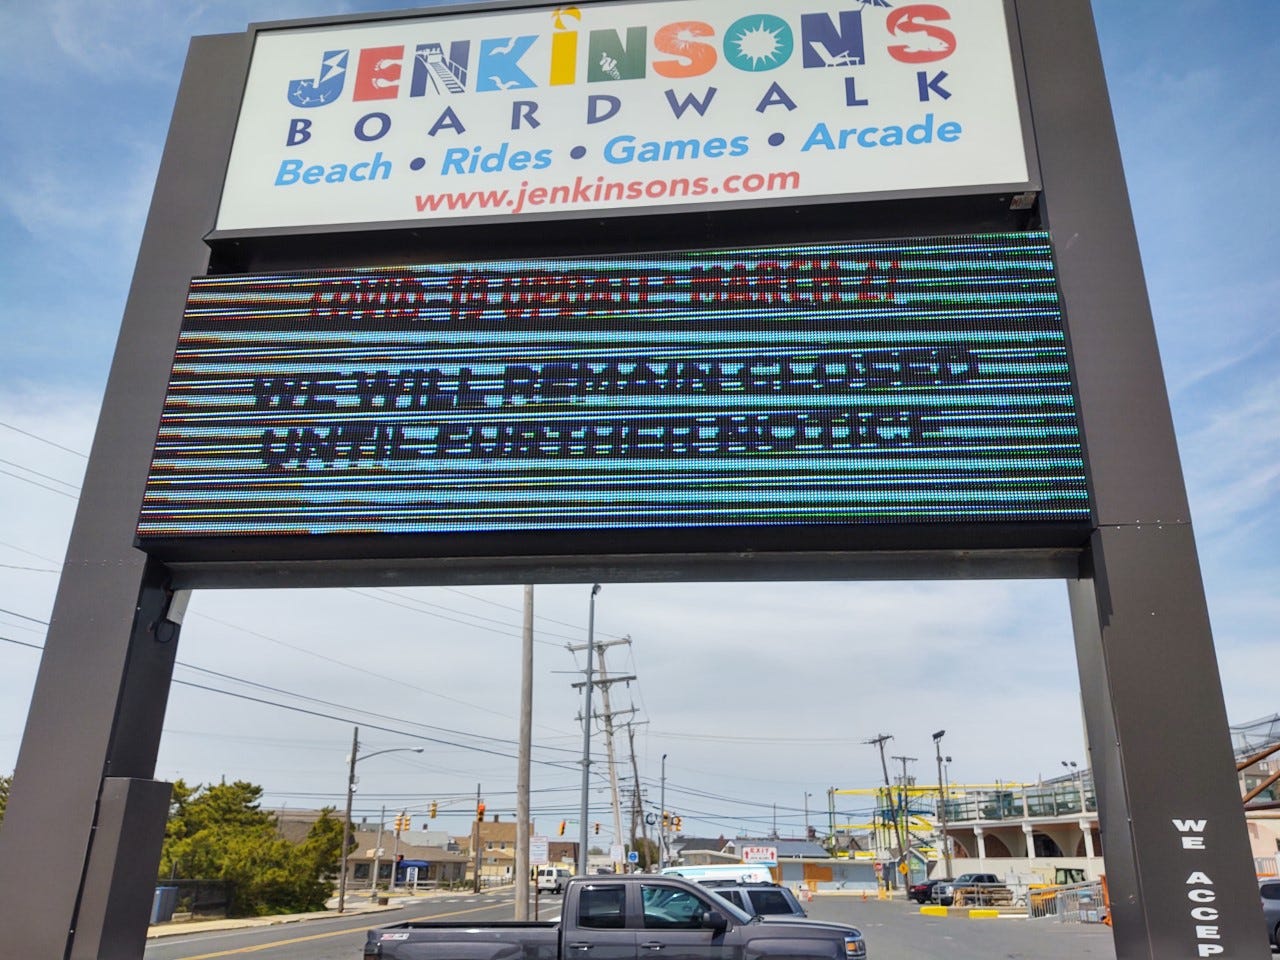 JENKINSON'S
BOARDWALK
Beach • Rides • Games • Arcade
www.jenkinsons.com
COVID-19 UPDATE: MARCH 27
WE WILL REMAIN CLOSED
UNTIL FURTHER NOTICE
EXIT
WE ACCEP